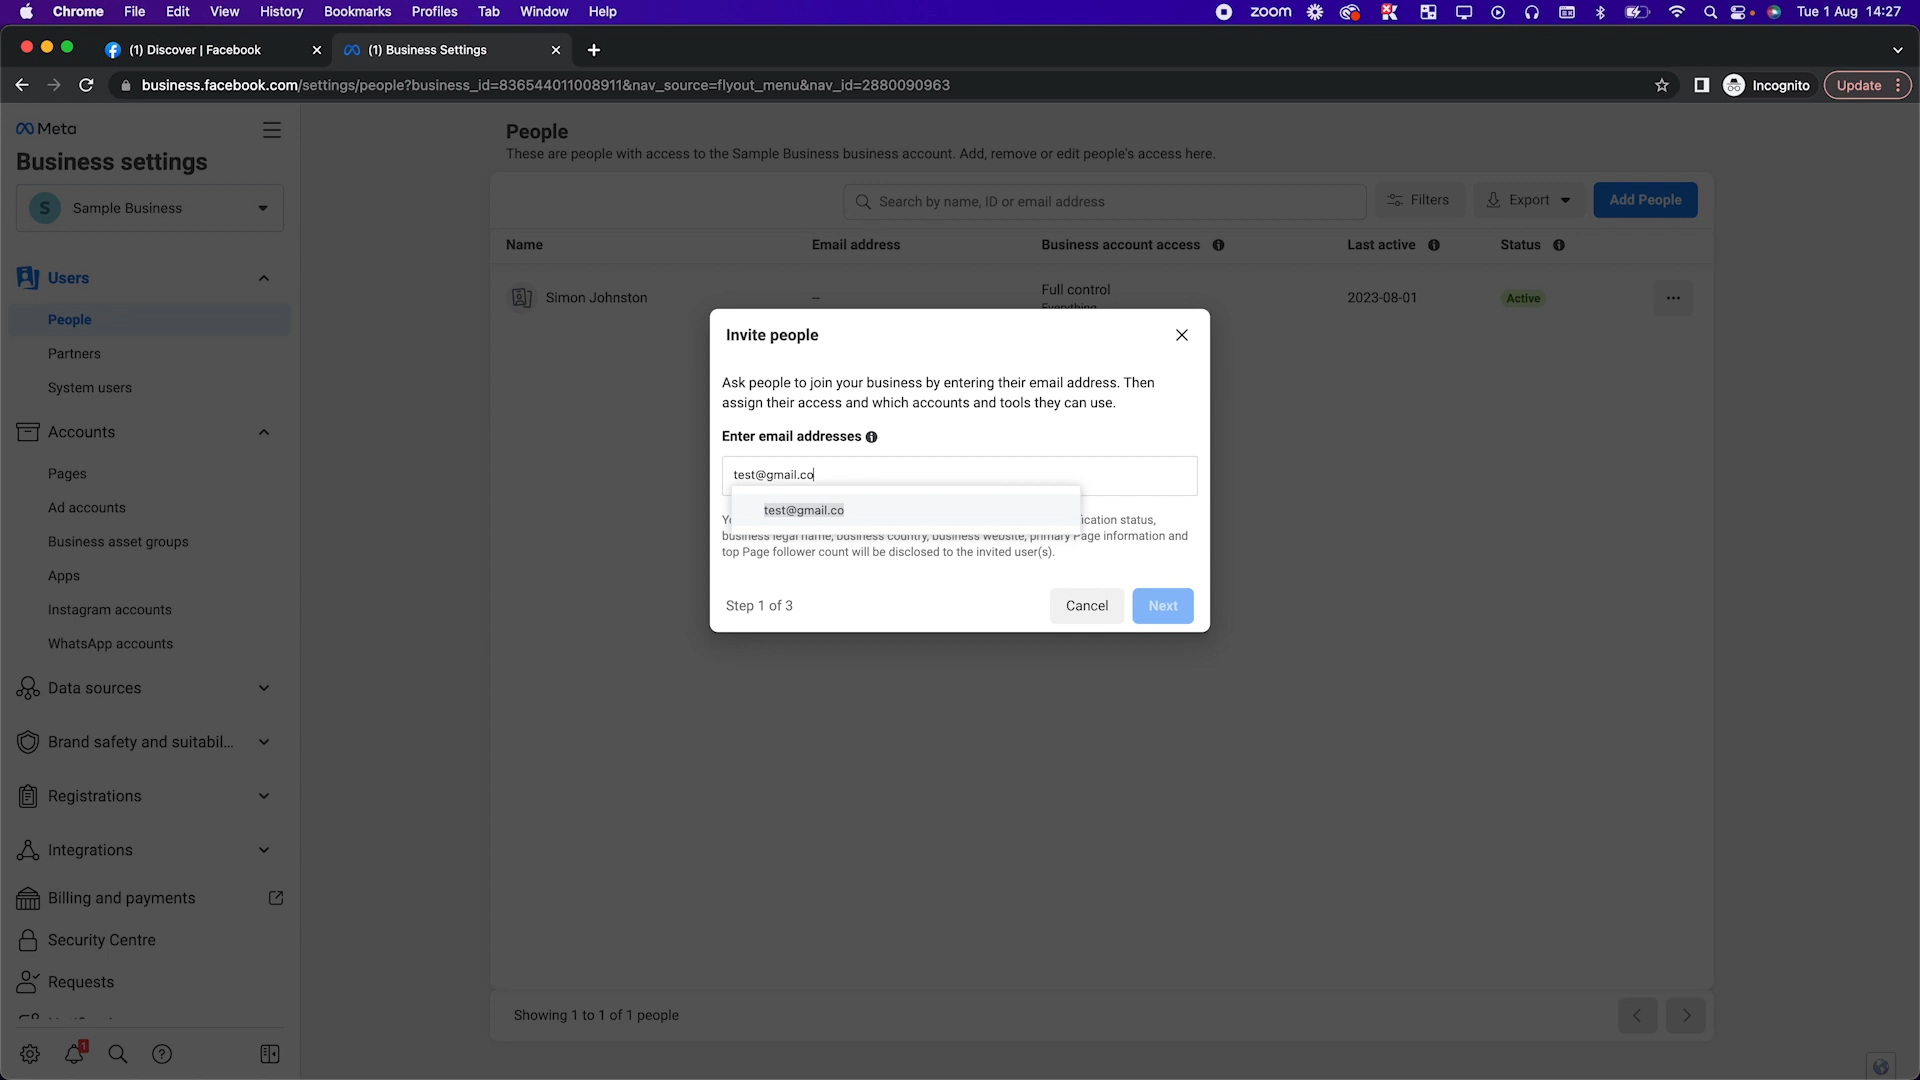 Chrome File Edit View History Bookmarks Profiles Tab Window Help
zoom
Tue 1 Aug 14:27
(1) Discover | Facebook
(1) Business Settings
business.facebook.com/settings/people?business_id=836544011008911&nav_source=flyout_menu&nav_id=2880090963
Incognito
Update
Meta
Business settings
S
Sample Business
Users
People
Partners
System users
Accounts
Pages
Ad accounts
Business asset groups
Apps
Instagram accounts
WhatsApp accounts
Data sources
Brand safety and suitabil...
Registrations
Integrations
Billing and payments
Security Centre
Requests
1
People
These are people with access to the Sample Business business account. Add, remove or edit people's access here.
Search by name, ID or email address
Filters
Export
Add People
Name Email address Business account access Last active Status
Simon Johnston – Full control 2023-08-01 Active
Everything
Invite people
Ask people to join your business by entering their email address. Then
assign their access and which accounts and tools they can use.
Enter email addresses
test@gmail.co
test@gmail.co
ication status,
business legal name, business country, business website, primary Page information and
top Page follower count will be disclosed to the invited user(s).
Step 1 of 3
Cancel
Next
Showing 1 to 1 of 1 people